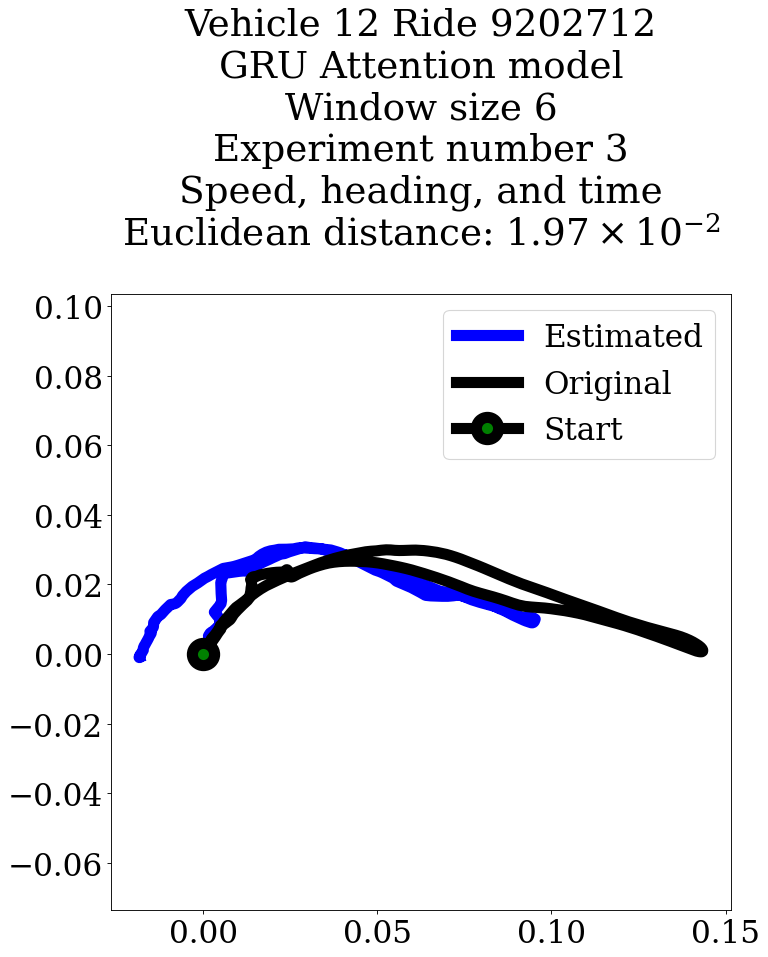 Vehicle 12 Ride 9202712
GRU Attention model
Window size 6
Experiment number 3
Speed, heading, and time
Euclidean distance: 1.97 × 10⁻²
Estimated
Original
Start
0.10
0.08
0.06
0.04
0.02
0.00
−0.02
−0.04
−0.06
0.00 0.05 0.10 0.15